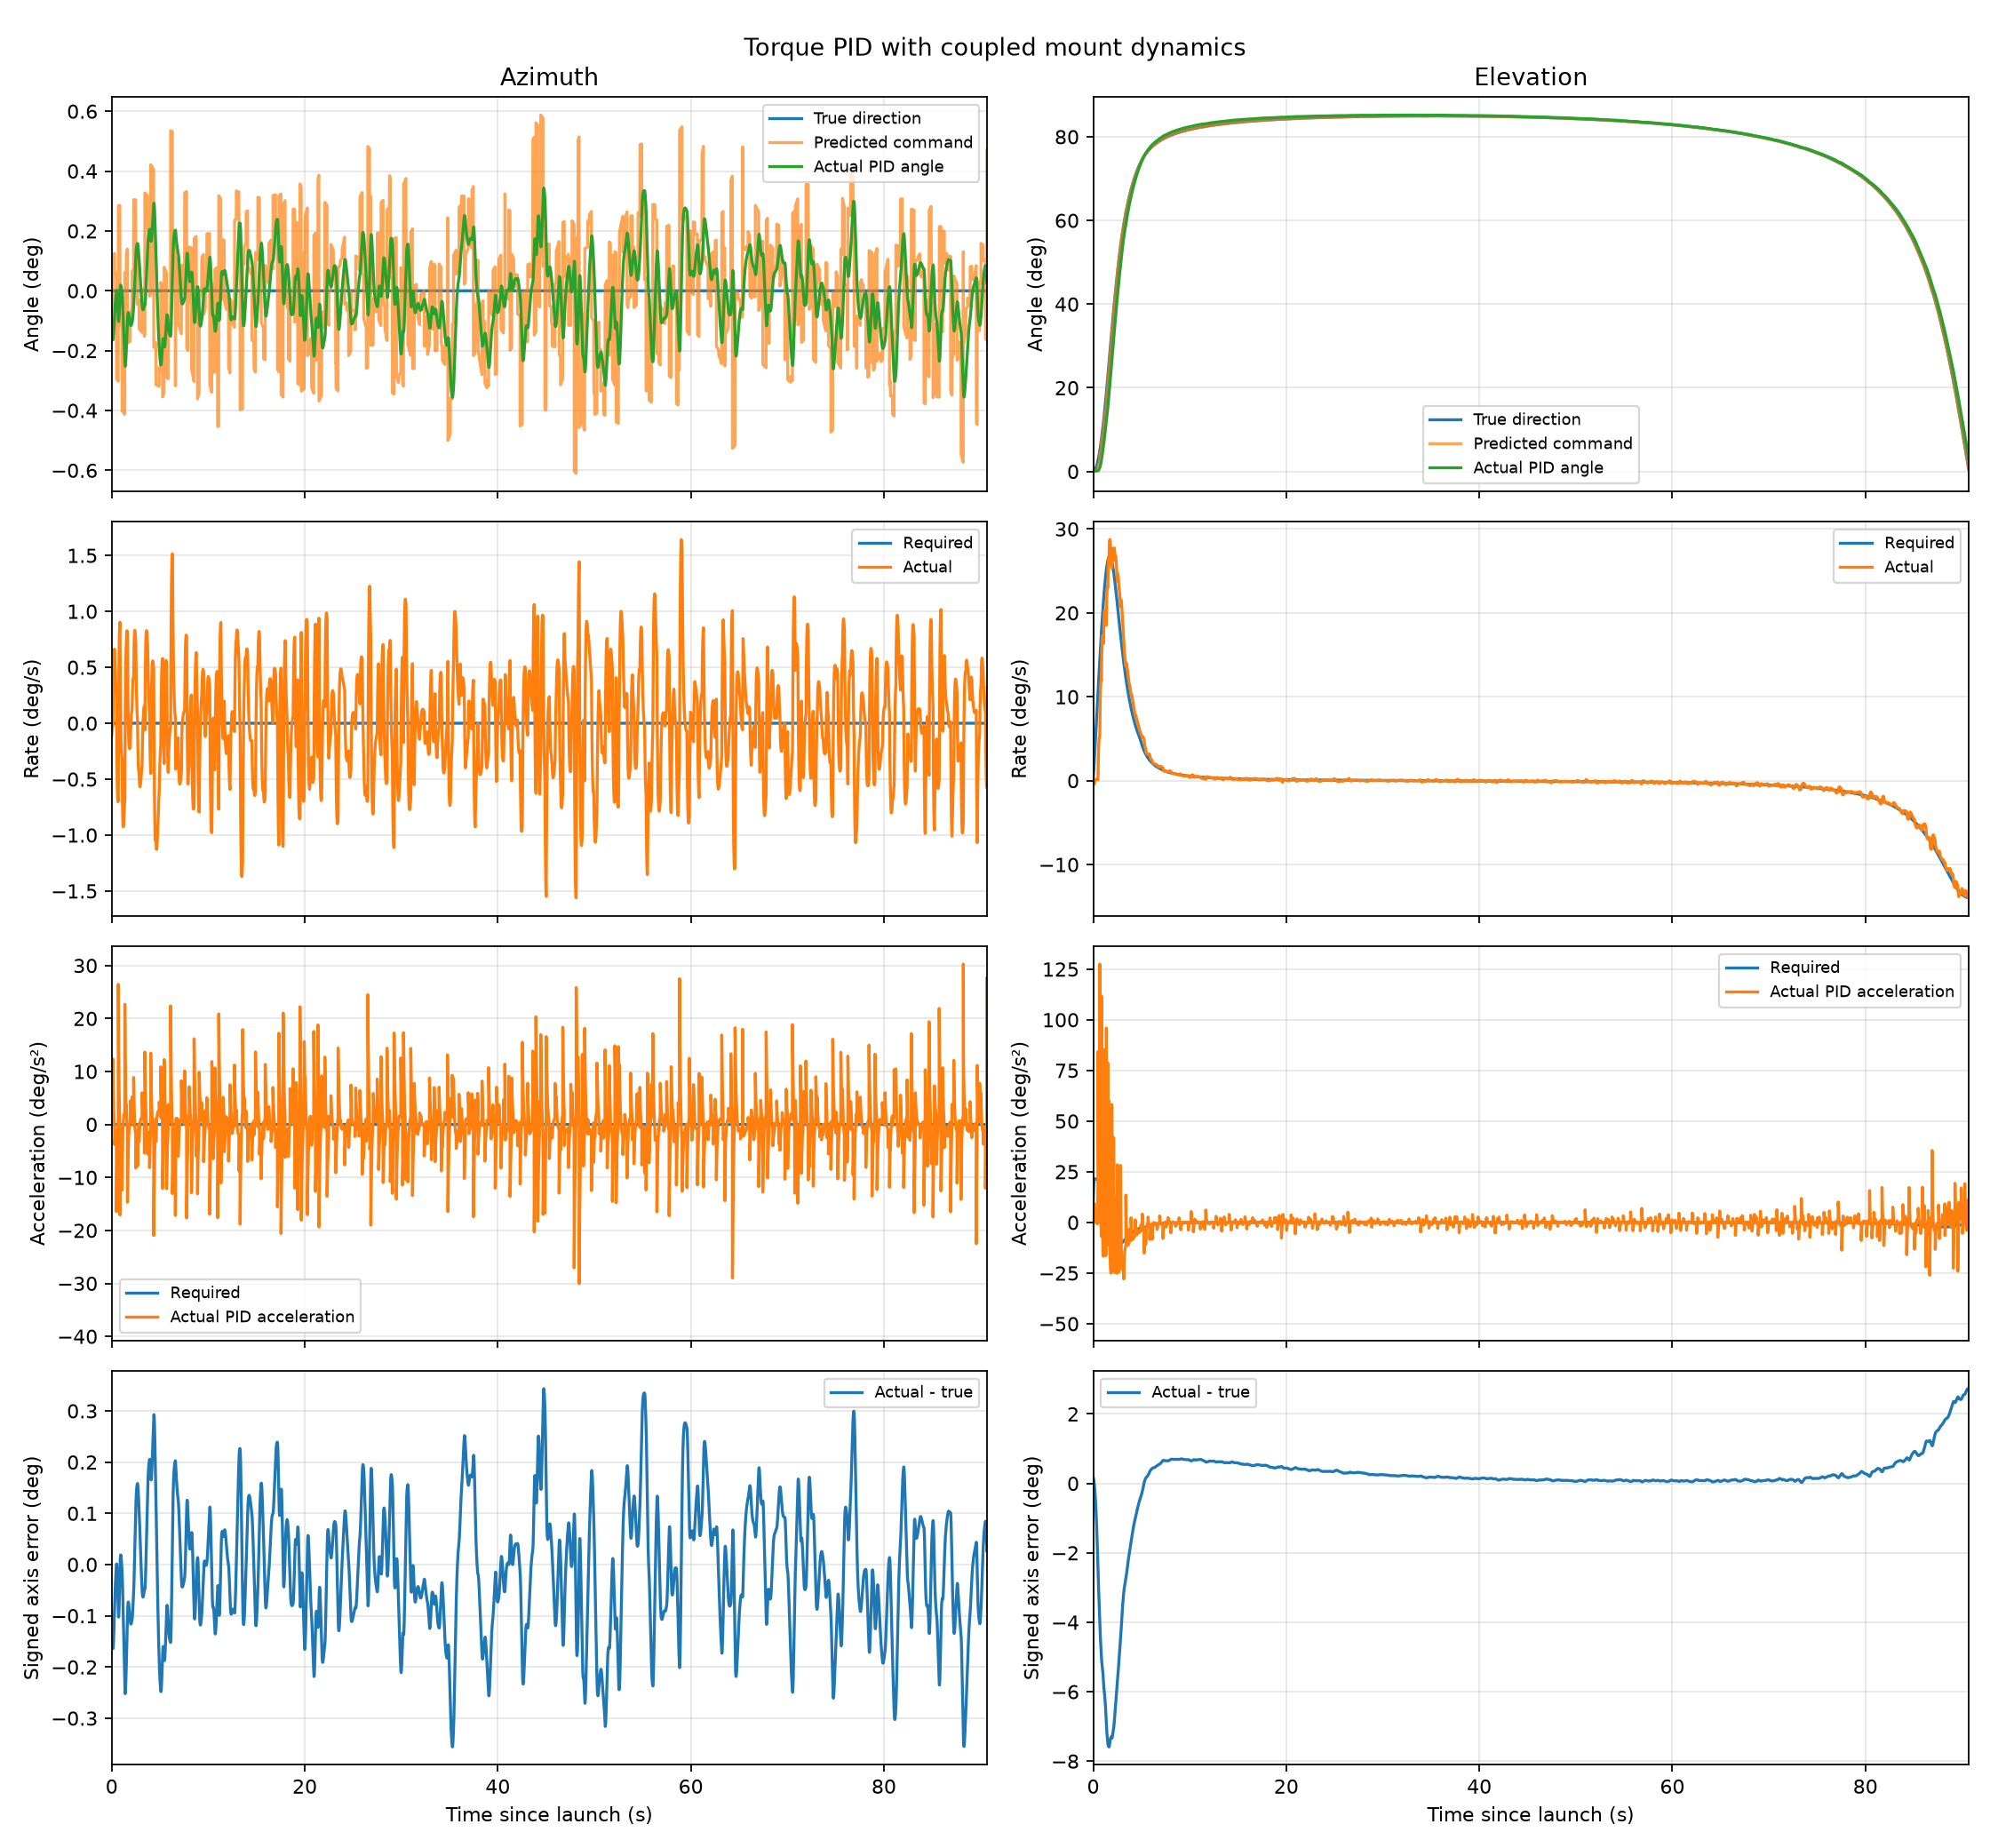 Torque PID with coupled mount dynamics
Azimuth
Elevation
Angle (deg)
0.6
0.4
0.2
0.0
−0.2
−0.4
−0.6
True direction
Predicted command
Actual PID angle
Angle (deg)
80
60
40
20
0
True direction
Predicted command
Actual PID angle
Rate (deg/s)
1.5
1.0
0.5
0.0
−0.5
−1.0
−1.5
Required
Actual
Rate (deg/s)
30
20
10
0
−10
Required
Actual
Acceleration (deg/s²)
30
20
10
0
−10
−20
−30
−40
Required
Actual PID acceleration
Acceleration (deg/s²)
125
100
75
50
25
0
−25
−50
Required
Actual PID acceleration
Signed axis error (deg)
0.3
0.2
0.1
0.0
−0.1
−0.2
−0.3
Actual - true
0 20 40 60 80
Time since launch (s)
Signed axis error (deg)
2
0
−2
−4
−6
−8
Actual - true
0 20 40 60 80
Time since launch (s)